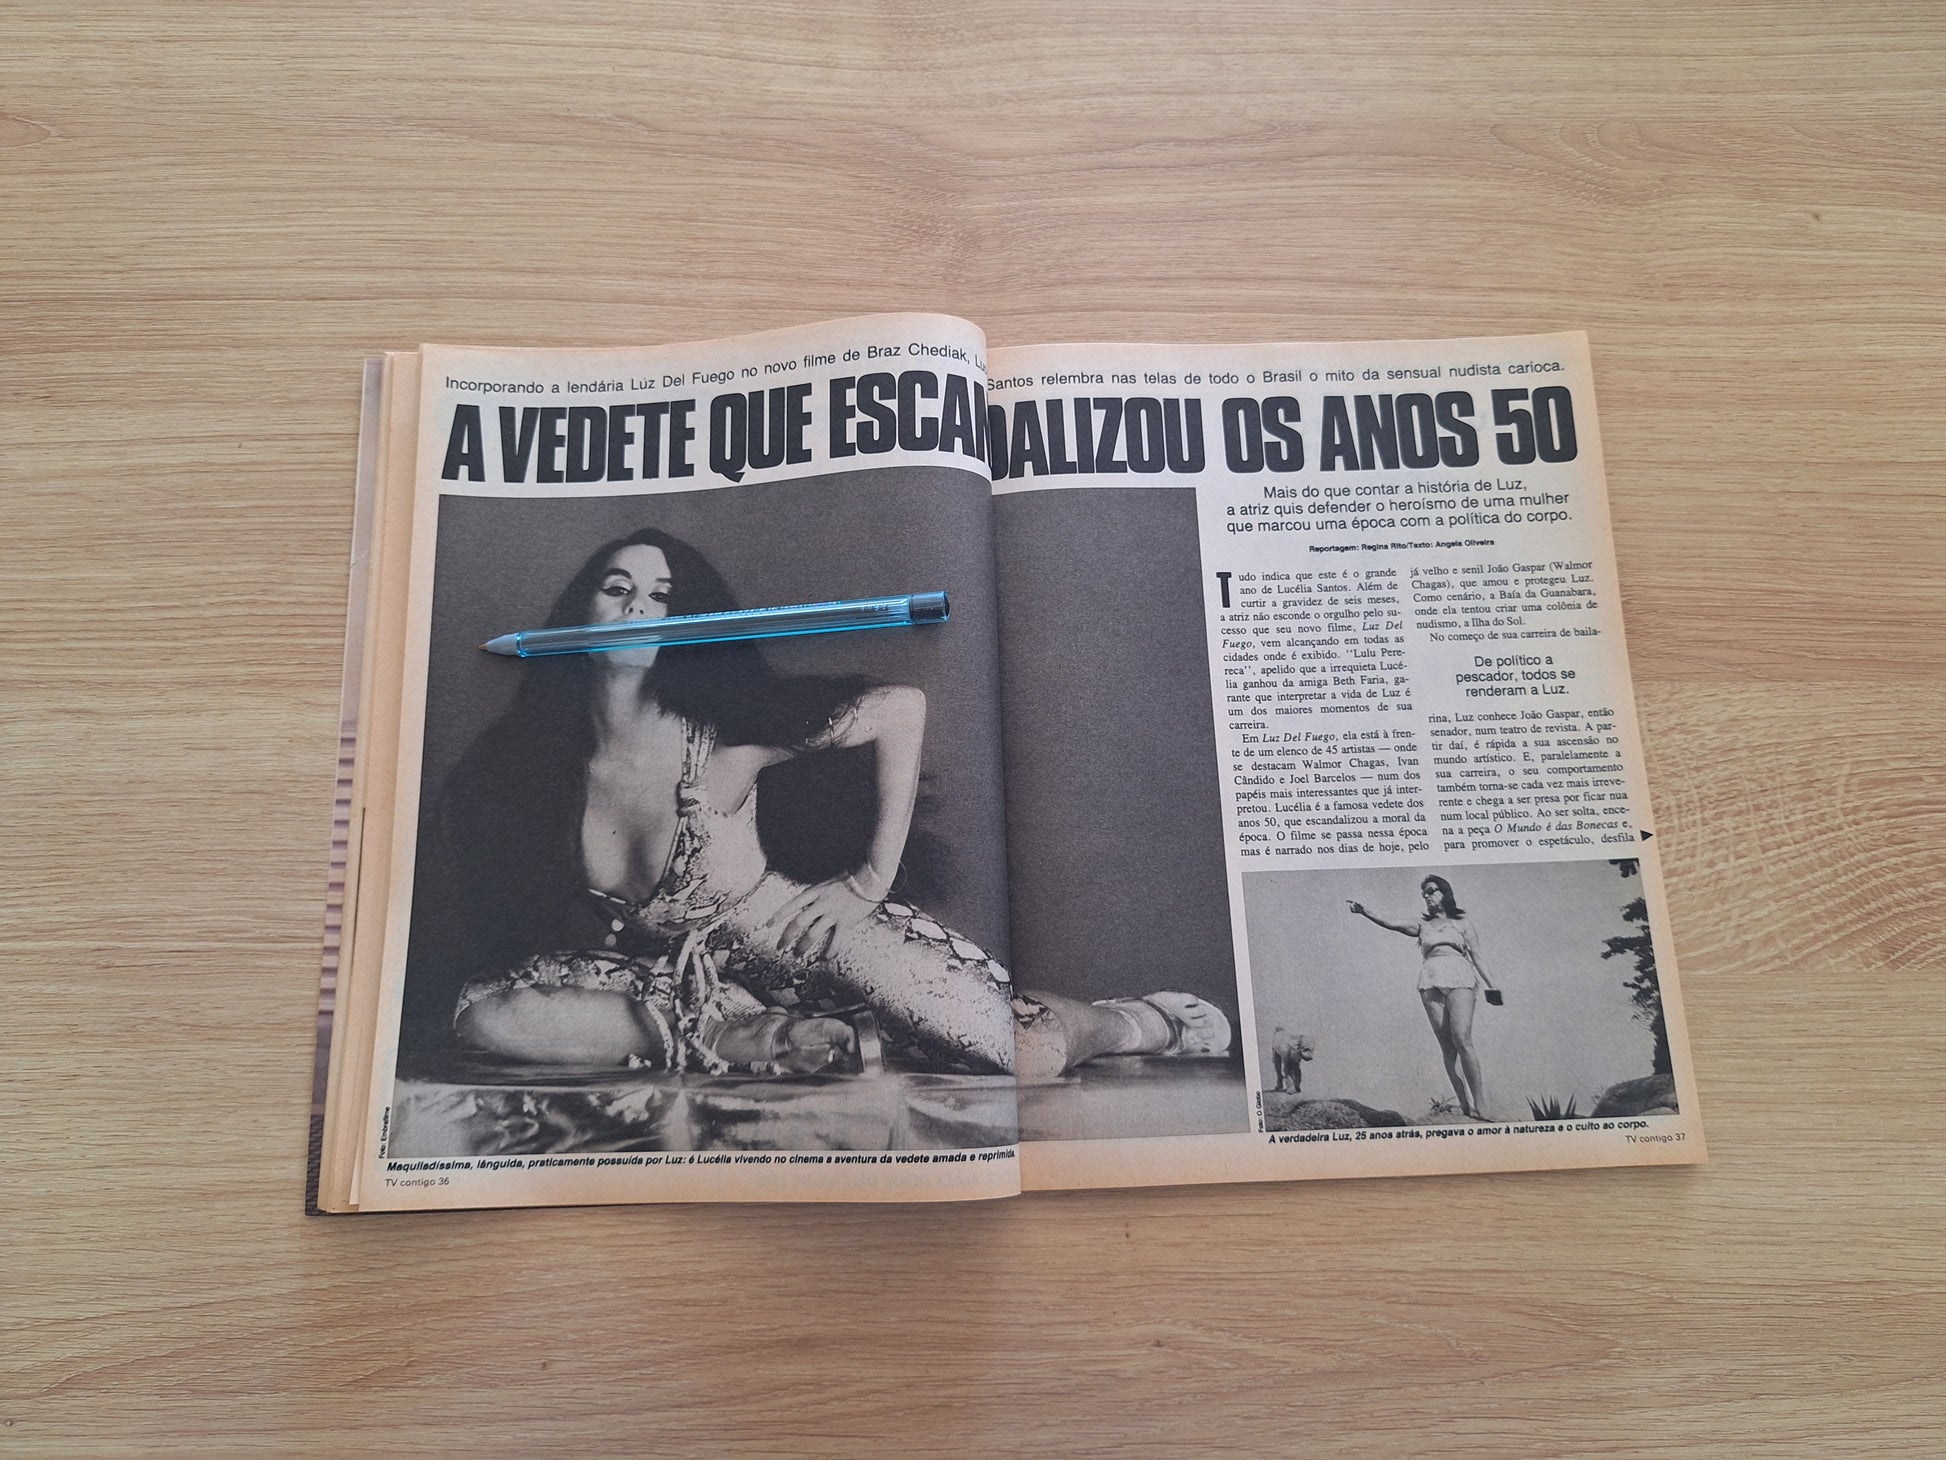 Incorporando a lendária Lúz Del Fuego no novo filme de Braz Chediak, Santos relembra nas telas de todo o Brasil o mito da sensual nudista carioca.
A VEDETE QUE ESCANDALIZOU OS ANOS 50
Mais do que contar a história de Luz,
a atriz quis defender o heroísmo de uma mulher
que marcou uma época com a política do corpo.
Reportagem: Regina Rito/Texto: Angela Oliveira
Tudo indica que este é o grande
ano de Lucélia Santos. Além de
curtir a gravidez de seis meses,
a atriz não esconde o orgulho pelo su-
cesso que seu novo filme, Luz Del
Fuego, vem alcançando em todas as
cidades onde é exibido. "Lulu Pere-
reca", apelido que a irrequieta Lucé-
lia ganhou da amiga Beth Faria, ga-
rante que interpretar a vida de Luz é
um dos maiores momentos de sua
carreira.
Em Luz Del Fuego, ela está à fren-
te de um elenco de 45 artistas — onde
se destacam Walmor Chagas, Ivan
Cândido e Joel Barcelos — num dos
papéis mais interessantes que já inter-
pretou. Lucélia é a famosa vedete dos
anos 50, que escandalizou a moral da
época. O filme se passa nessa época
mas é narrado nos dias de hoje, pelo
já velho e senil João Gaspar (Walmor
Chagas), que amou e protegeu Luz.
Como cenário, a Baía da Guanabara,
onde ela tentou criar uma colônia de
nudismo, a Ilha do Sol.
No começo de sua carreira de baila-
De político a
pescador, todos se
renderam a Luz.
rina, Luz conhece João Gaspar, então
senador, num teatro de revista. A par-
tir daí, é rápida a sua ascensão no
mundo artístico. E, paralelamente a
sua carreira, o seu comportamento
também torna-se cada vez mais irreve-
rente e chega a ser presa por ficar nua
num local público. Ao ser solta, ence-
na a peça O Mundo é das Bonecas e,
para promover o espetáculo, desfila
Foto: Embrafilme
Maquiladíssima, lânguida, praticamente possuída por Luz: é Lucélia vivendo no cinema a aventura da vedete amada e reprimida.
TV contigo 36
Foto: O Globo
A verdadeira Luz, 25 anos atrás, pregava o amor à natureza e o culto ao corpo.
TV contigo 37